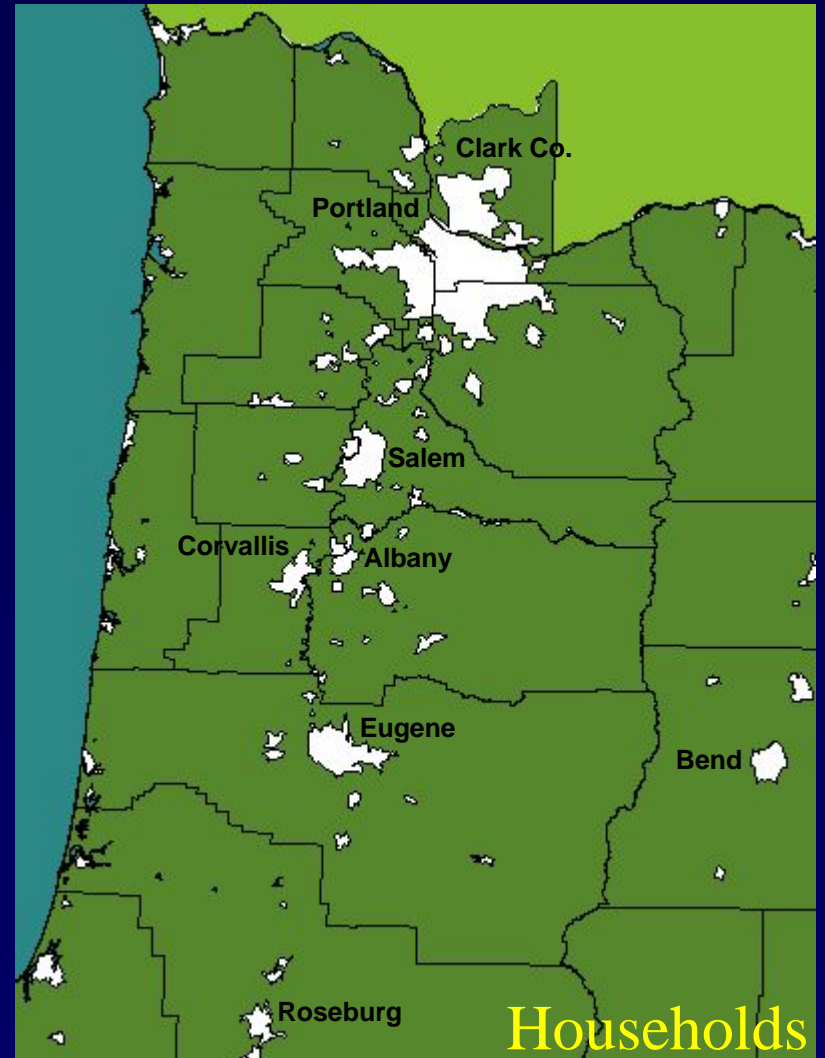 Clark Co.
Portland
Salem
Corvallis
Albany
Eugene
Bend
Roseburg
Households